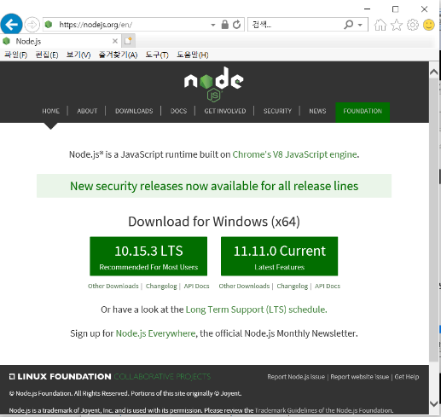 https://nodejs.org/en/
검색...
Node.js
파일(F) 편집(E) 보기(V) 즐겨찾기(A) 도구(T) 도움말(H)
node
JS
HOME | ABOUT | DOWNLOADS | DOCS | GET INVOLVED | SECURITY | NEWS | FOUNDATION
Node.js® is a JavaScript runtime built on Chrome's V8 JavaScript engine.
New security releases now available for all release lines
Download for Windows (x64)
10.15.3 LTS
Recommended For Most Users
11.11.0 Current
Latest Features
Other Downloads | Changelog | API Docs
Other Downloads | Changelog | API Docs
Or have a look at the Long Term Support (LTS) schedule.
Sign up for Node.js Everywhere, the official Node.js Monthly Newsletter.
LINUX FOUNDATION COLLABORATIVE PROJECTS
Report Node.js issue | Report website issue | Get Help
© Node.js Foundation. All Rights Reserved. Portions of this site originally © Joyent.
Node.js is a trademark of Joyent, Inc. and is used with its permission. Please review the Trademark Guidelines of the Node.js Foundation.